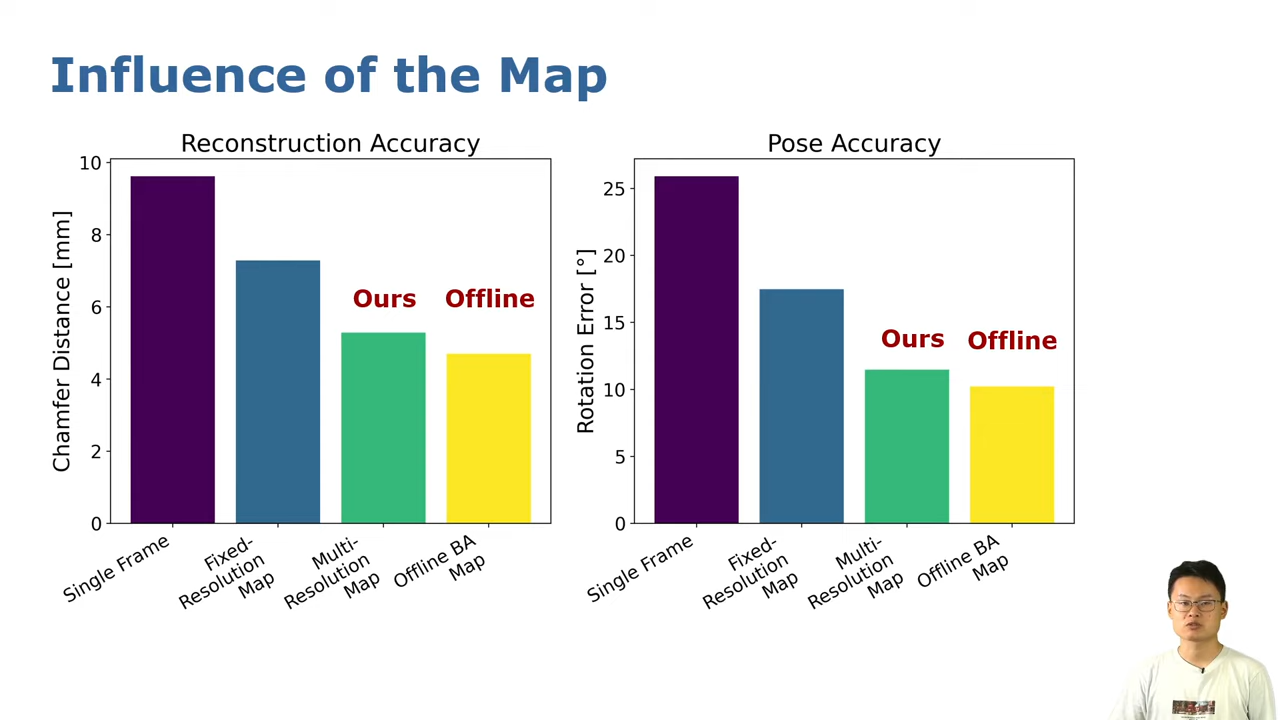 Influence of the Map
Reconstruction Accuracy
Chamfer Distance [mm]
10
8
6
4
2
0
Ours
Offline
Single Frame
Fixed-
Resolution
Map
Multi-
Resolution
Map
Offline BA
Map
Pose Accuracy
Rotation Error [°]
25
20
15
10
5
0
Ours
Offline
Single Frame
Fixed-
Resolution
Map
Multi-
Resolution
Map
Offline BA
Map